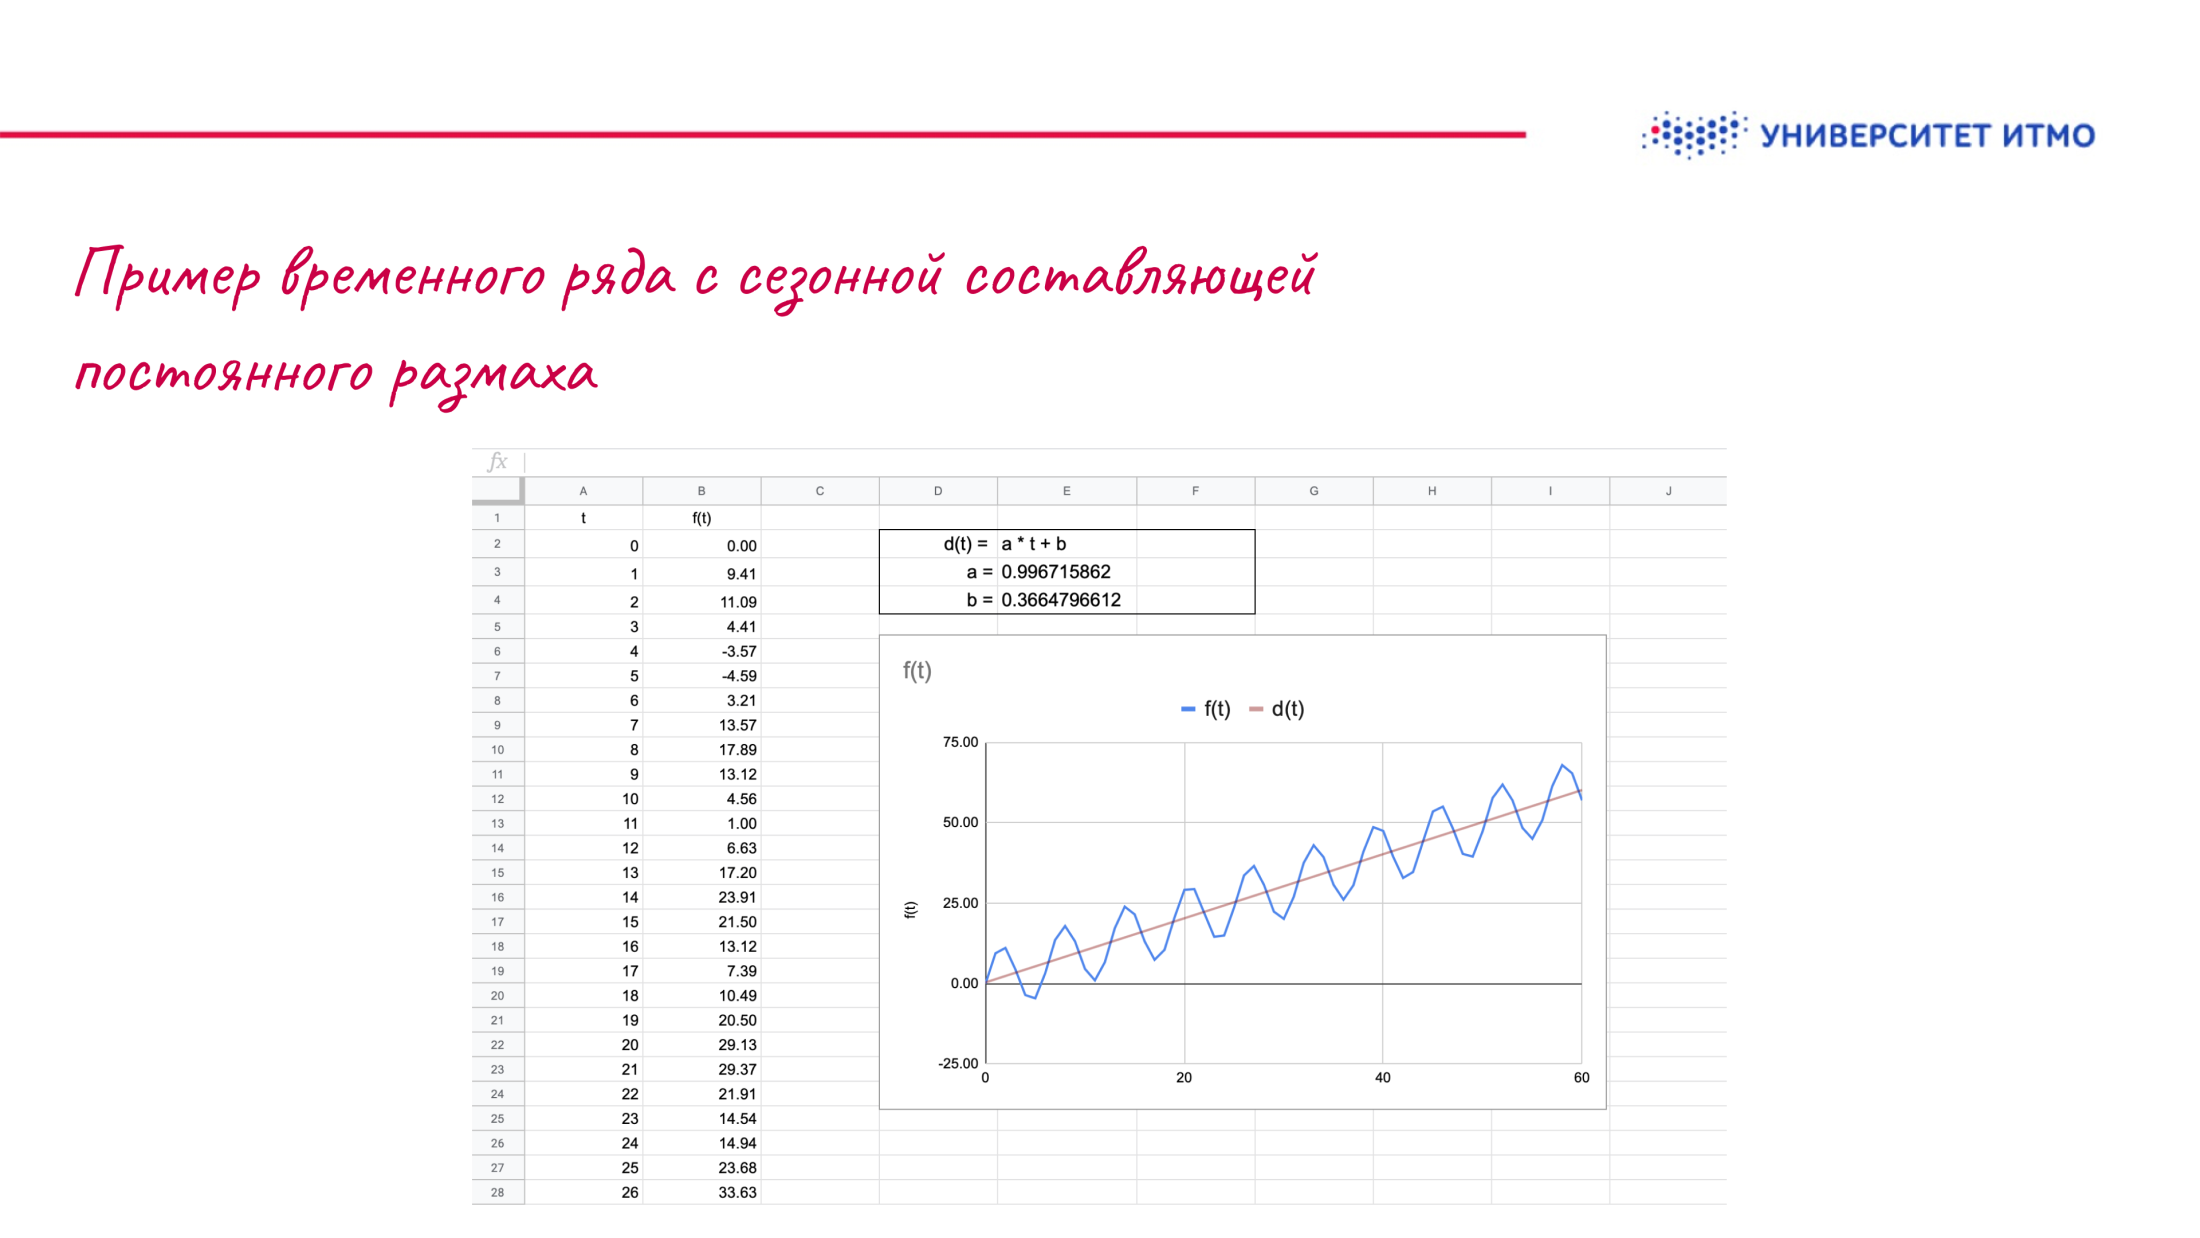 УНИВЕРСИТЕТ ИТМО
Пример временного ряда с сезонной составляющей
постоянного размаха
fx
A B C D E F G H I J
1 t f(t)
2 0 0.00 d(t) = a * t + b
3 1 9.41 a = 0.996715862
4 2 11.09 b = 0.3664796612
5 3 4.41
6 4 -3.57
7 5 -4.59
8 6 3.21
9 7 13.57
10 8 17.89
11 9 13.12
12 10 4.56
13 11 1.00
14 12 6.63
15 13 17.20
16 14 23.91
17 15 21.50
18 16 13.12
19 17 7.39
20 18 10.49
21 19 20.50
22 20 29.13
23 21 29.37
24 22 21.91
25 23 14.54
26 24 14.94
27 25 23.68
28 26 33.63
f(t)
f(t) d(t)
75.00
50.00
25.00
0.00
-25.00
f(t)
0 20 40 60